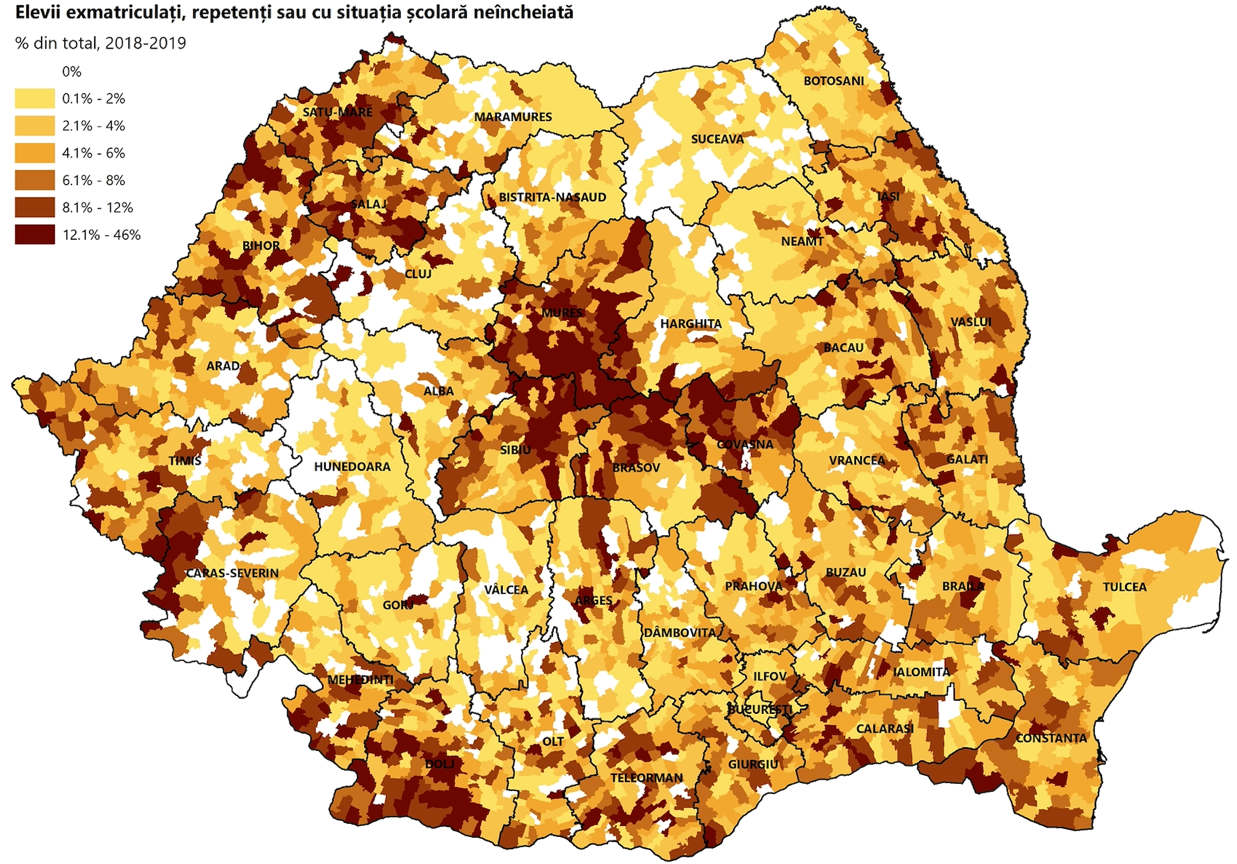 Elevii exmatriculați, repetenți sau cu situația școlară neîncheiată
% din total, 2018-2019
0%
0.1% - 2%
2.1% - 4%
4.1% - 6%
6.1% - 8%
8.1% - 12%
12.1% - 46%
BOTOSANI
SATU-MARE
MARAMURES
SUCEAVA
BISTRITA-NASAUD
IASI
SALAJ
BIHOR
NEAMT
CLUJ
MURES
HARGHITA
VASLUI
BACAU
ARAD
ALBA
COVASNA
SIBIU
TIMIS
HUNEDOARA
BRASOV
VRANCEA
GALATI
CARAS-SEVERIN
VÂLCEA
PRAHOVA
BUZAU
BRAILA
TULCEA
GORJ
ARGES
DÂMBOVITA
MEHEDINTI
ILFOV
IALOMITA
BUCURESTI
CALARASI
CONSTANTA
OLT
DOLJ
TELEORMAN
GIURGIU